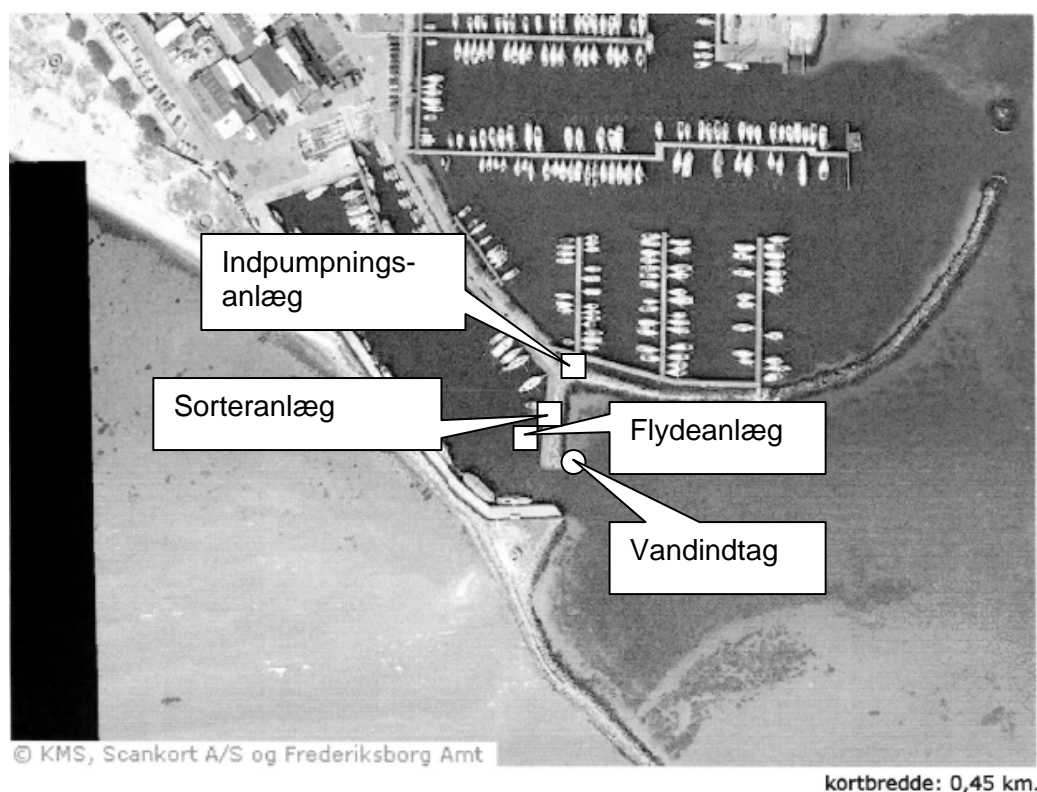 Indpumpnings-
anlæg
Sorteranlæg
Flydeanlæg
Vandindtag
© KMS, Scankort A/S og Frederiksborg Amt
kortbredde: 0,45 km.